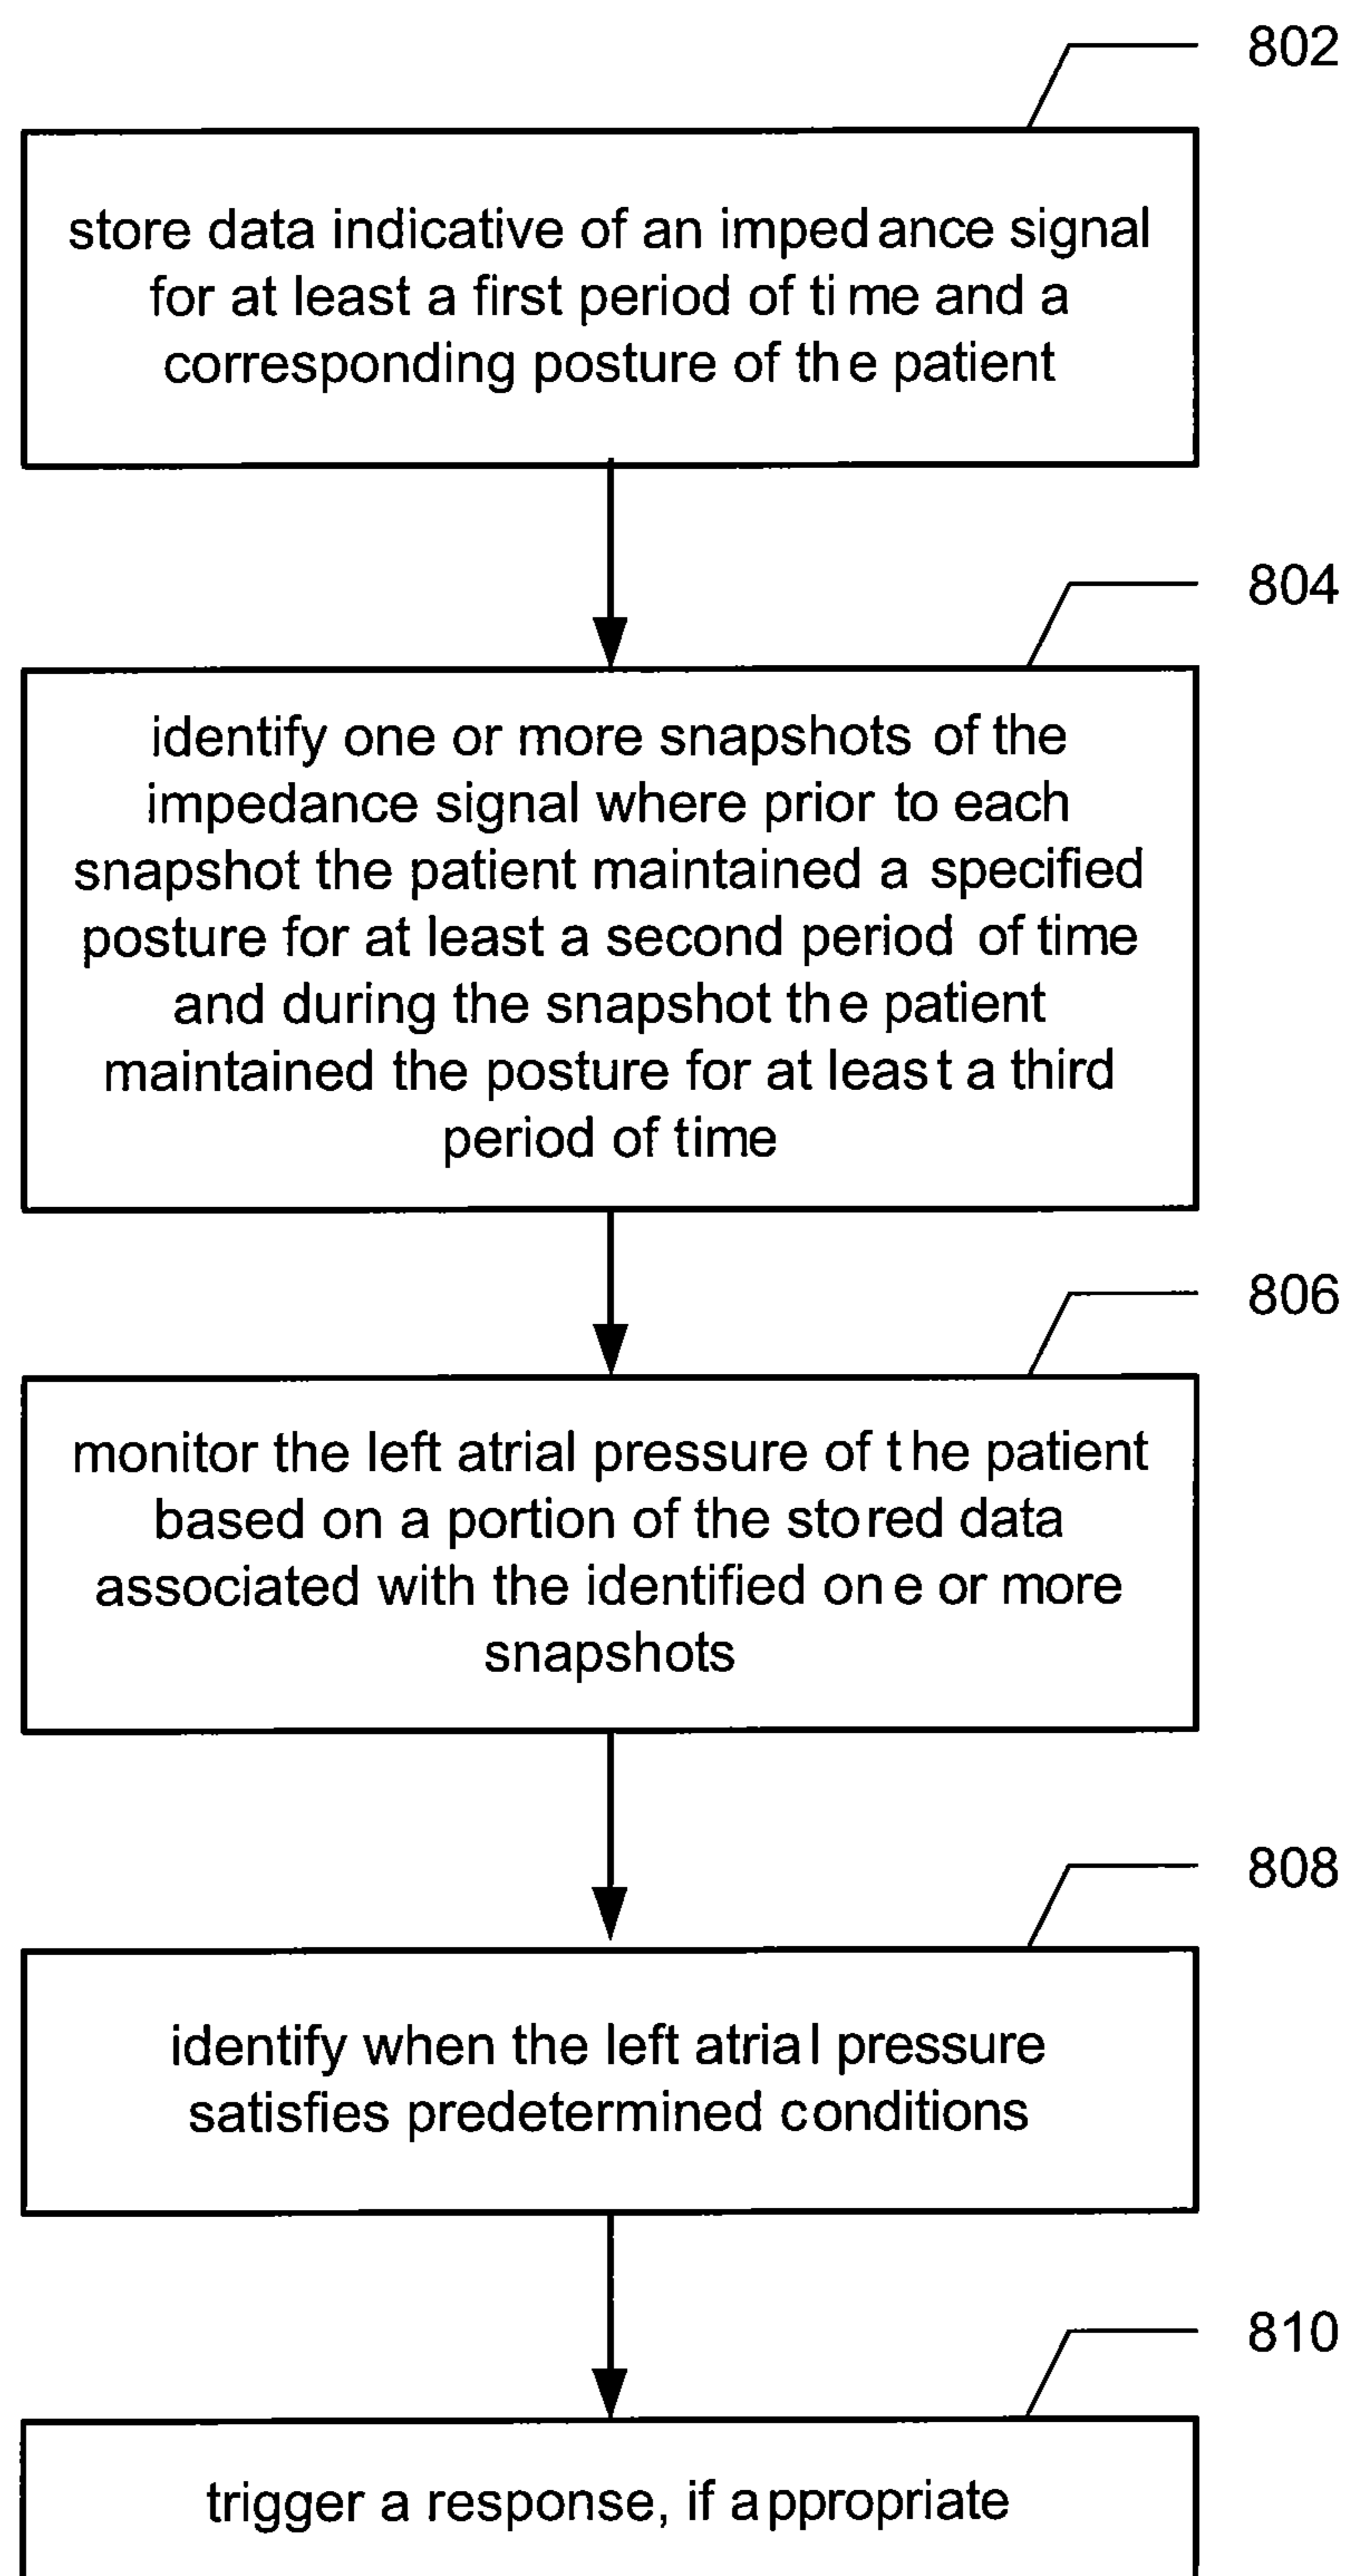 802
store data indicative of an impedance signal
for at least a first period of time and a
corresponding posture of the patient
804
identify one or more snapshots of the
impedance signal where prior to each
snapshot the patient maintained a specified
posture for at least a second period of time
and during the snapshot the patient
maintained the posture for at least a third
period of time
806
monitor the left atrial pressure of the patient
based on a portion of the stored data
associated with the identified one or more
snapshots
808
identify when the left atrial pressure
satisfies predetermined conditions
810
trigger a response, if appropriate